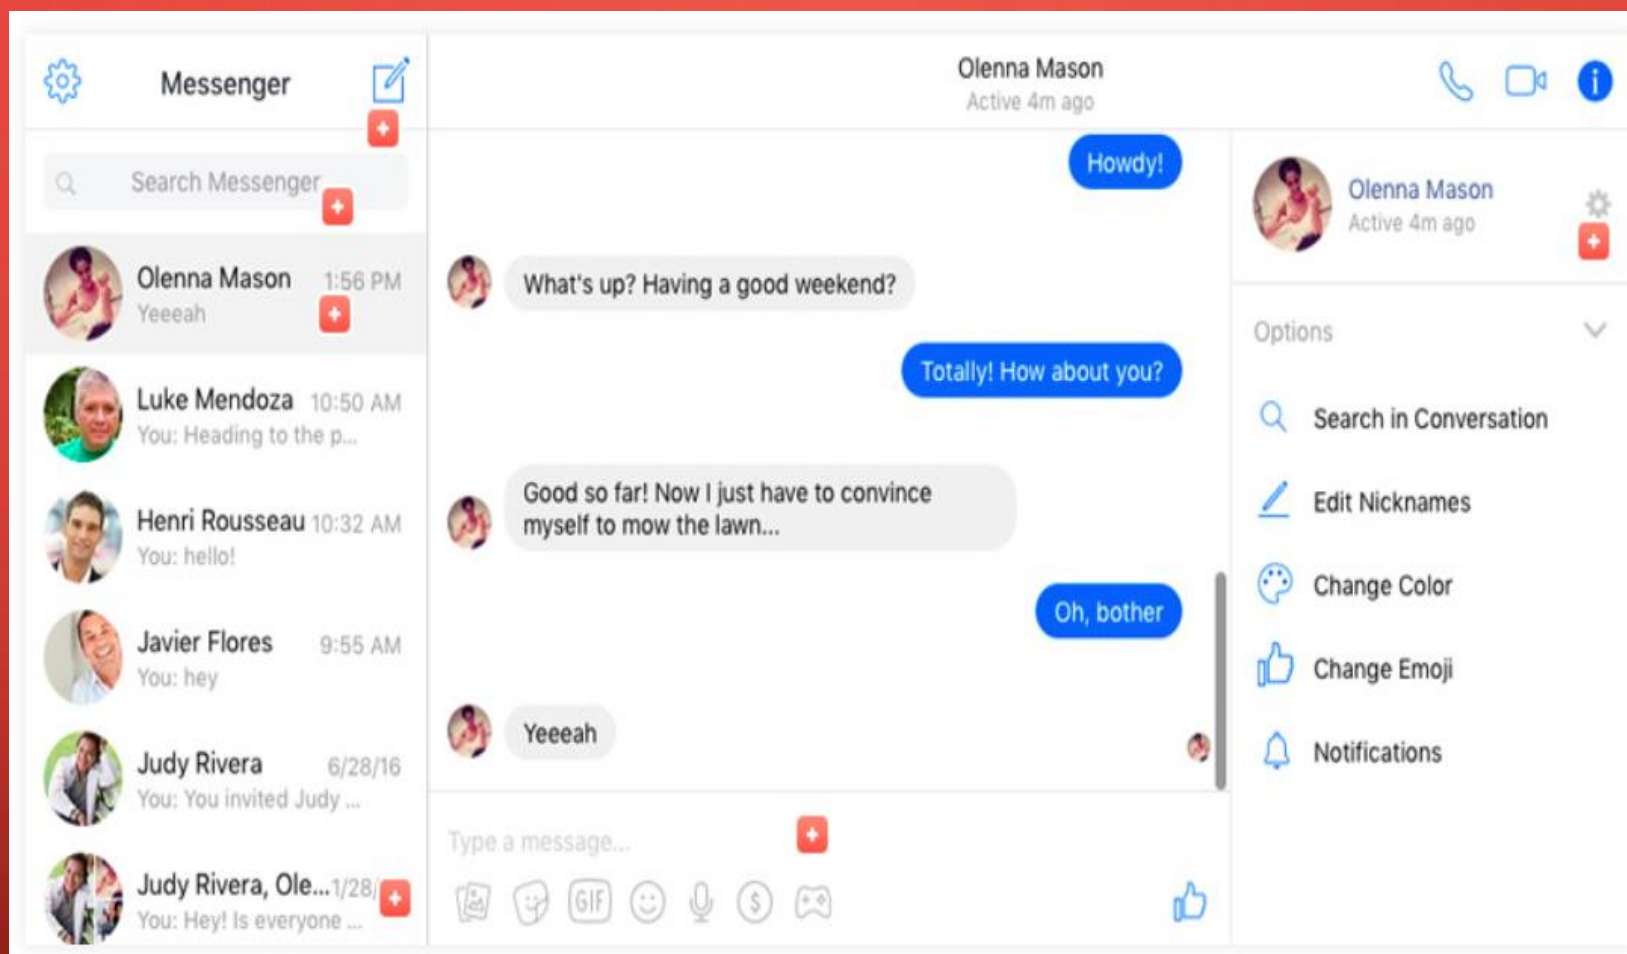 Messenger
Search Messenger
Olenna Mason 1:56 PM
Yeeeah
Luke Mendoza 10:50 AM
You: Heading to the p...
Henri Rousseau 10:32 AM
You: hello!
Javier Flores 9:55 AM
You: hey
Judy Rivera 6/28/16
You: You invited Judy ...
Judy Rivera, Ole... 1/28/
You: Hey! Is everyone ...
Olenna Mason
Active 4m ago
Howdy!
What's up? Having a good weekend?
Totally! How about you?
Good so far! Now I just have to convince
myself to mow the lawn...
Oh, bother
Yeeeah
Type a message...
GIF
$
i
Olenna Mason
Active 4m ago
Options
Search in Conversation
Edit Nicknames
Change Color
Change Emoji
Notifications